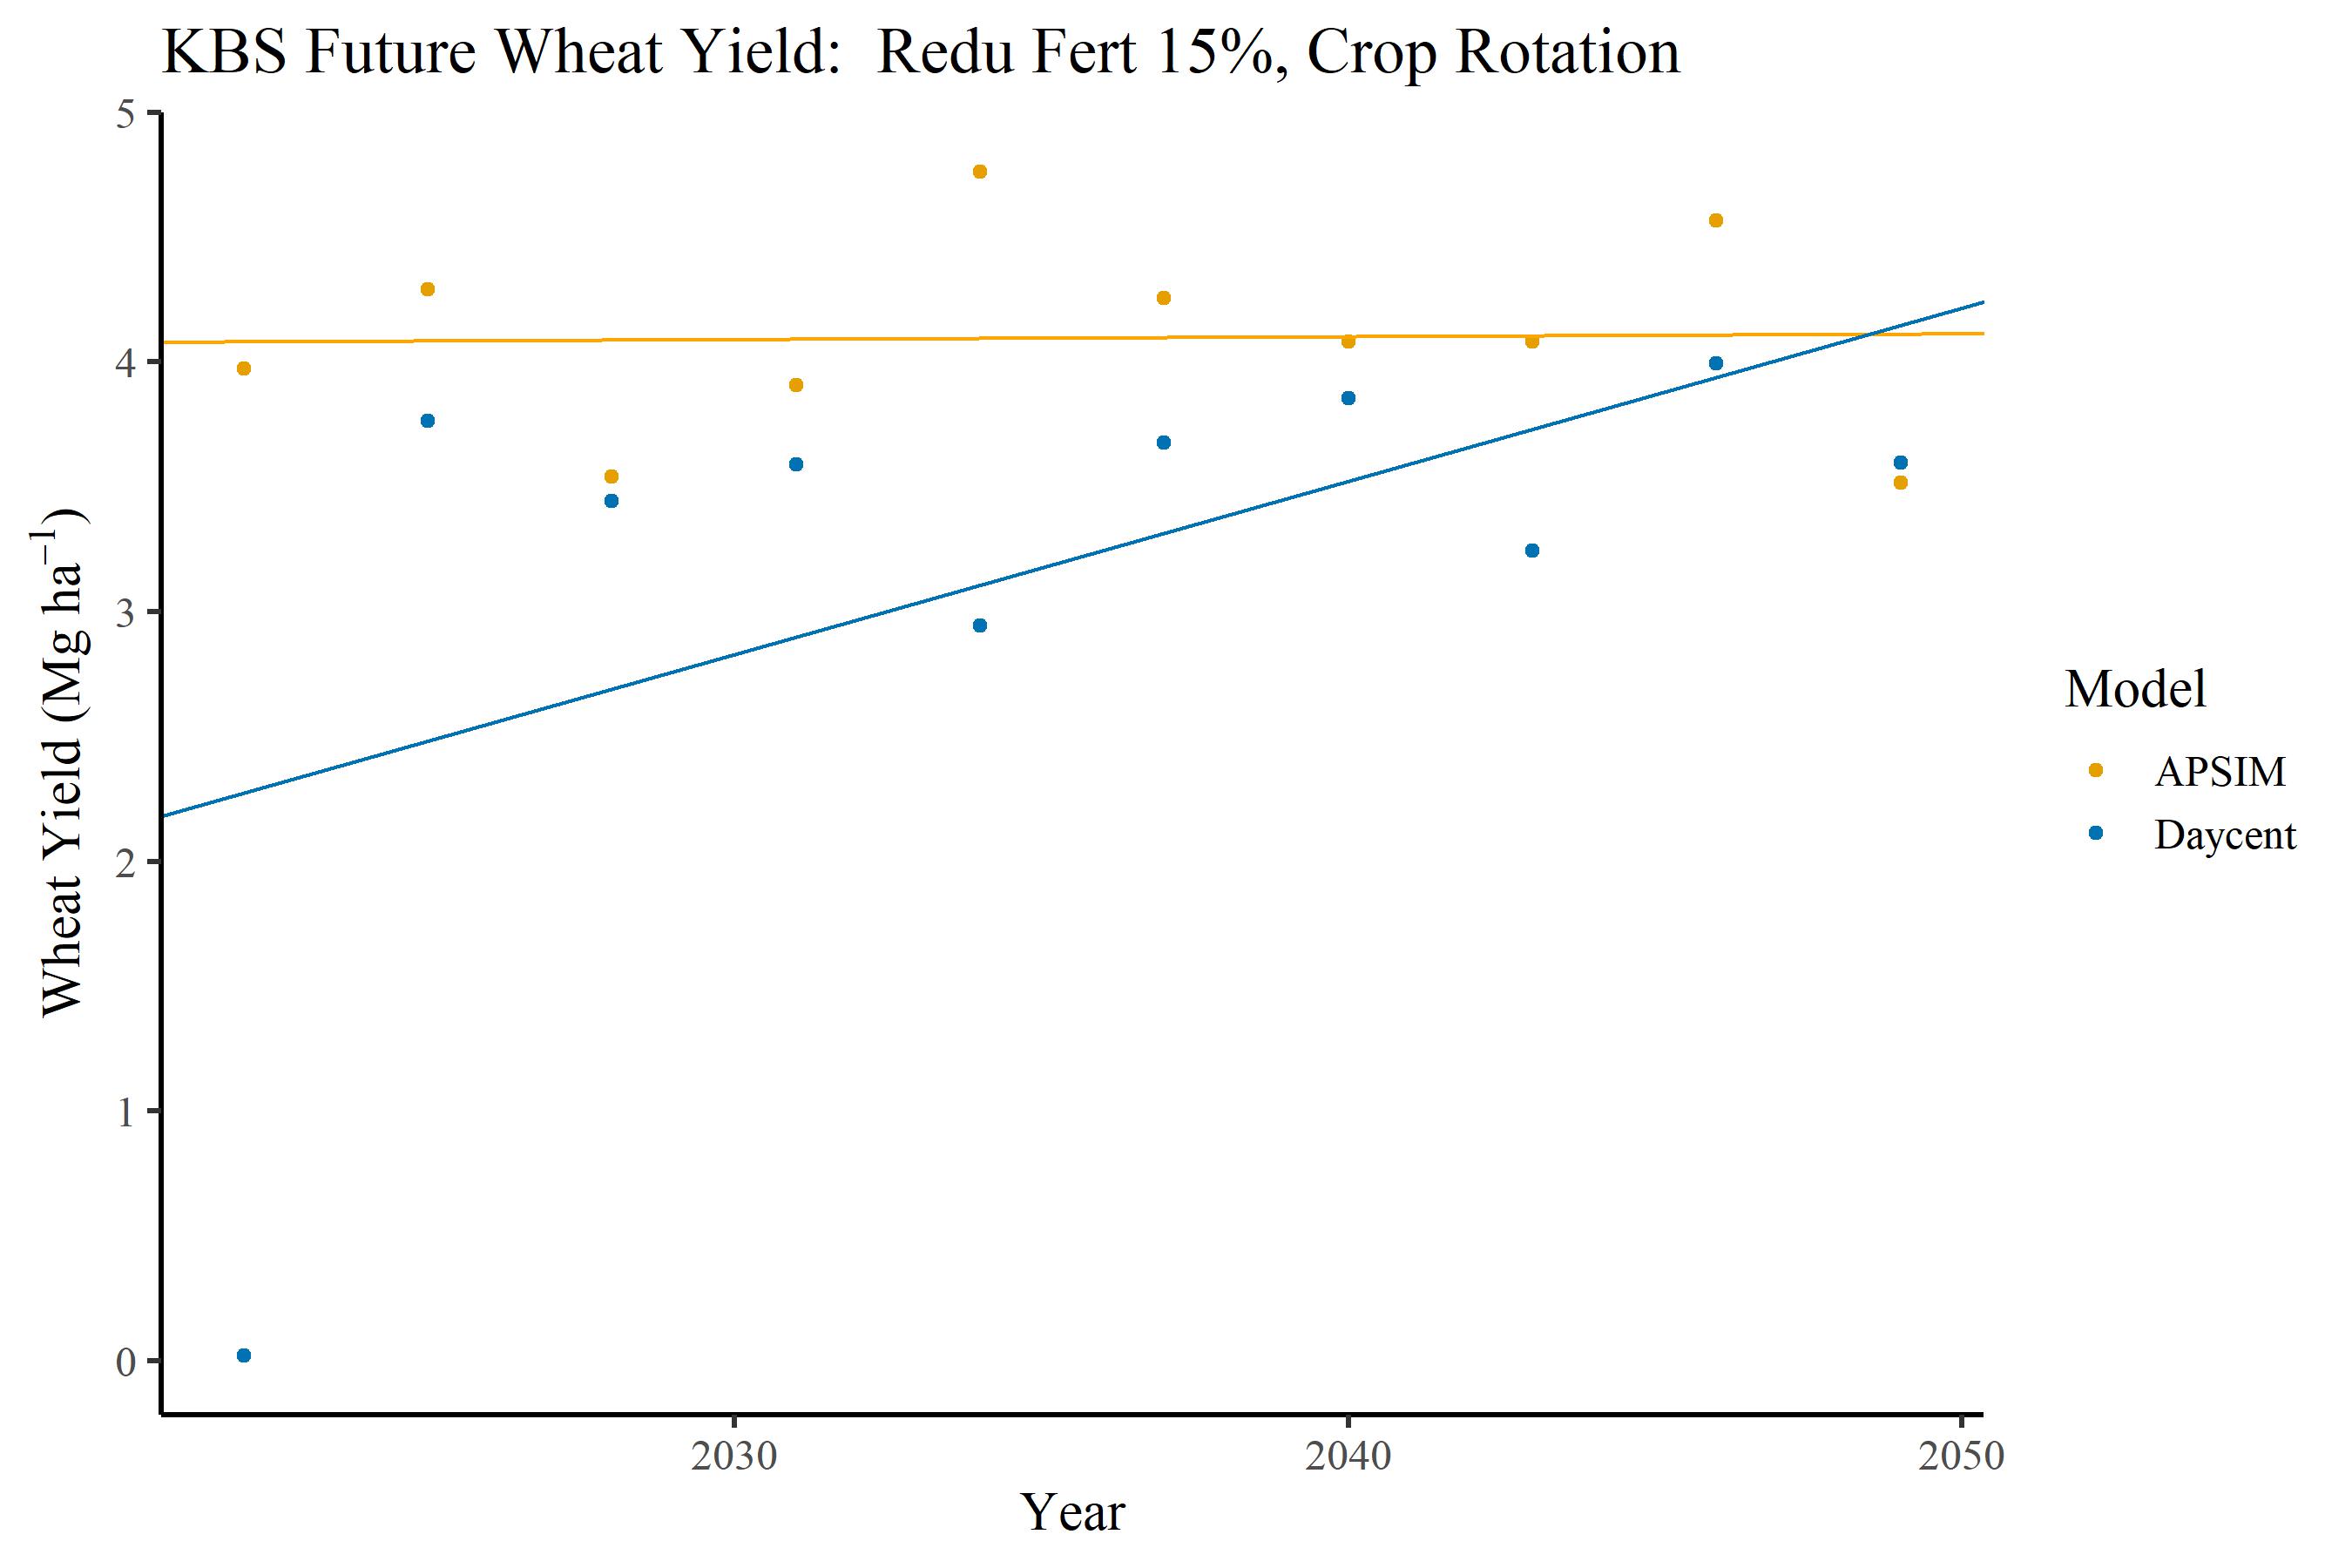 KBS Future Wheat Yield:  Redu Fert 15%, Crop Rotation
Wheat Yield (Mg ha⁻¹)
5
4
3
2
1
0
2030
2040
2050
Year
Model
APSIM
Daycent